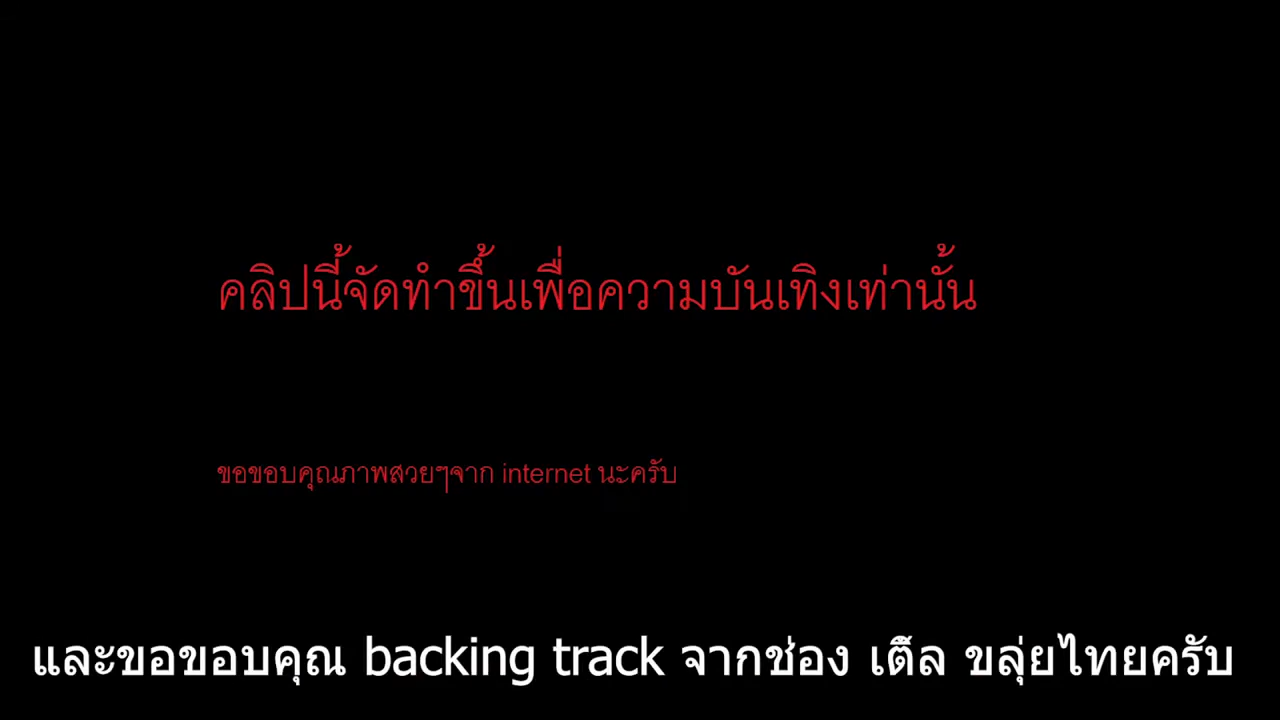 คลิปนี้จัดทำขึ้นเพื่อความบันเทิงเท่านั้น
ขอขอบคุณภาพสวยๆจาก internet นะครับ
และขอขอบคุณ backing track จากช่อง เติ้ล ขลุ่ยไทยครับ